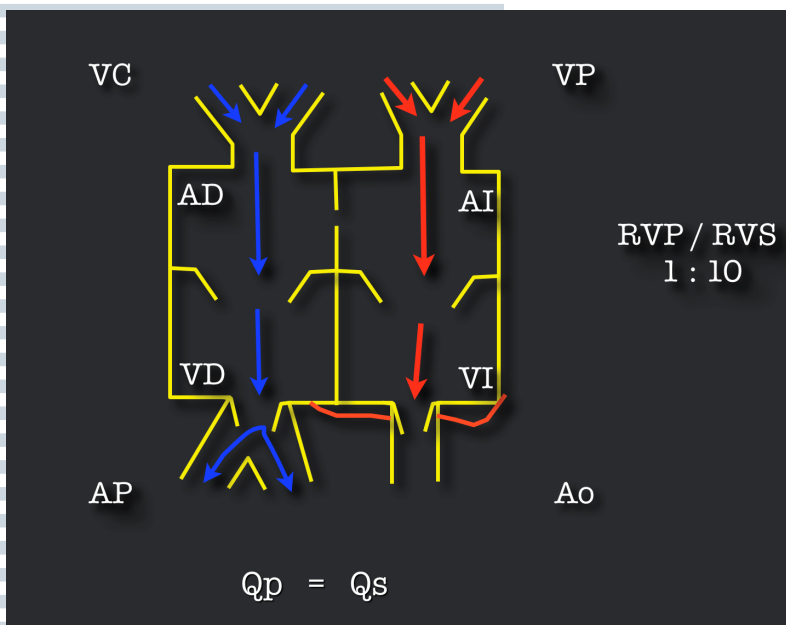 VC
VP
AD
AI
RVP / RVS
1 : 10
VD
VI
AP
Ao
Qp = Qs